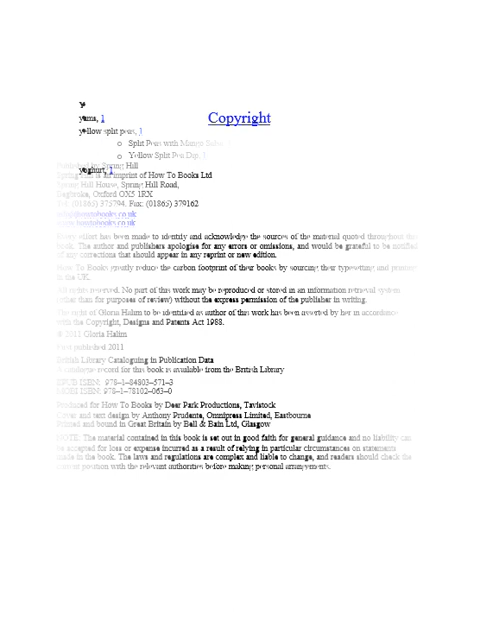 Y
yams, 1
Copyright
yellow split peas, 1
o Split Peas with Mango
o Yellow Split Pea Dip,
yoghurt, 1
Published by Spring Hill
Spring Hill is an imprint of How To Books Ltd
Spring Hill House, Spring Hill Road,
Begbroke, Oxford OX5 1RX
Tel: (01865) 375794. Fax: (01865) 379162
info@howtobooks.co.uk
www.howtobooks.co.uk
Every effort has been made to identify and acknowledge the sources of the material quoted throughout this
book. The author and publishers apologise for any errors or omissions, and would be grateful to be notified
of any corrections that should appear in any reprint or new edition.
How To Books greatly reduce the carbon footprint of their books by sourcing their typesetting and printing
in the UK.
All rights reserved. No part of this work may be reproduced or stored in an information retrieval system
(other than for purposes of review) without the express permission of the publisher in writing.
The right of Gloria Halim to be identified as author of this work has been asserted by her in accordance
with the Copyright, Designs and Patents Act 1988.
© 2011 Gloria Halim
First published 2011
British Library Cataloguing in Publication Data
A catalogue record for this book is available from the British Library
EPUB ISBN: 978–1–84803–571–3
ISBN: 978–1–78102–063–0
Produced for How To Books by Deer Park Productions, Tavistock
Cover and text design by Anthony Prudente, Omnipress Limited, Eastbourne
Printed and bound in Great Britain by Bell & Bain Ltd, Glasgow
NOTE: The material contained in this book is set out in good faith for general guidance and no liability can
be accepted for loss or expense incurred as a result of relying in particular circumstances on statements
made in the book. The laws and regulations are complex and liable to change, and readers should check the
current position with the relevant authorities before making personal arrangements.